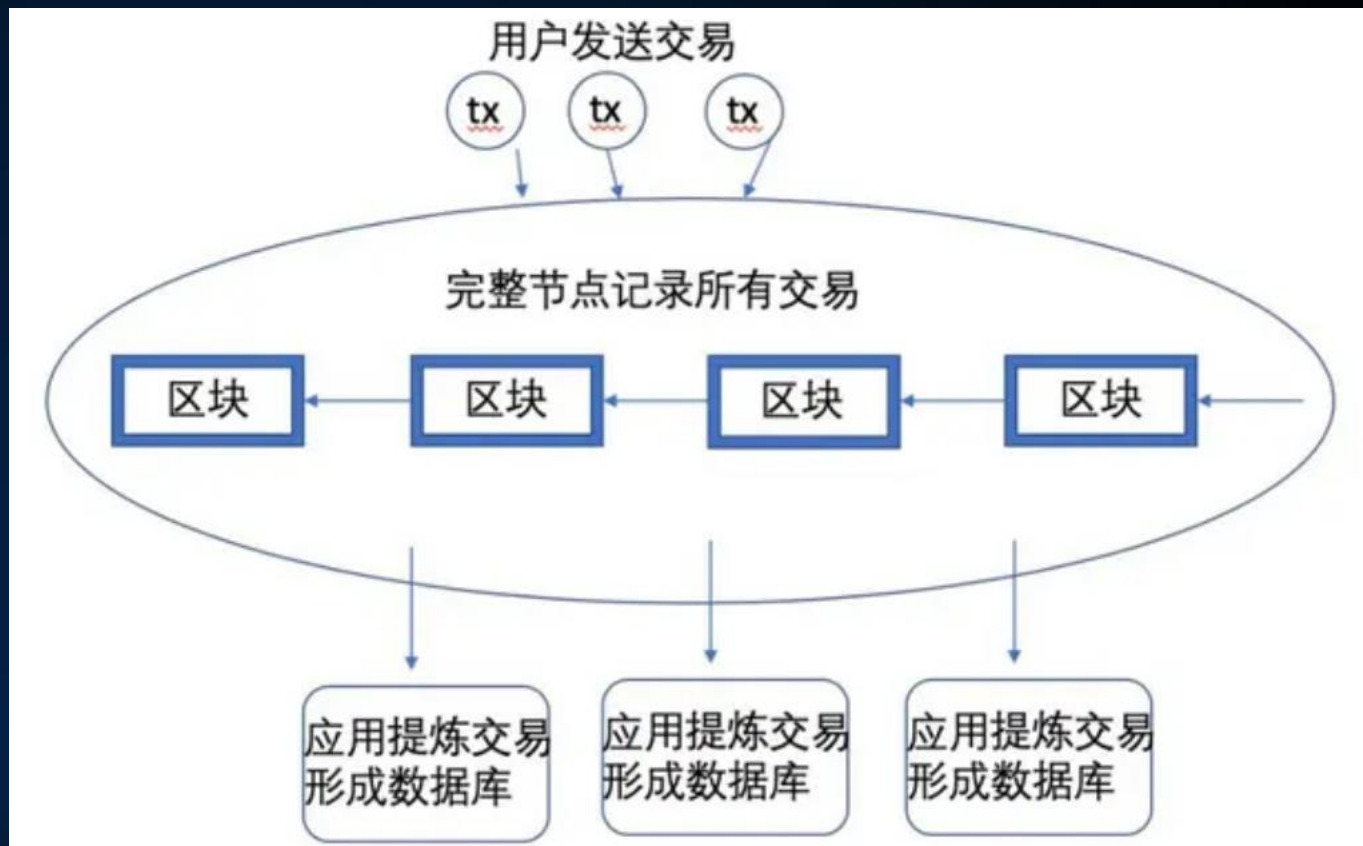 用户发送交易
tx
tx
tx
完整节点记录所有交易
区块
区块
区块
区块
应用提炼交易
形成数据库
应用提炼交易
形成数据库
应用提炼交易
形成数据库